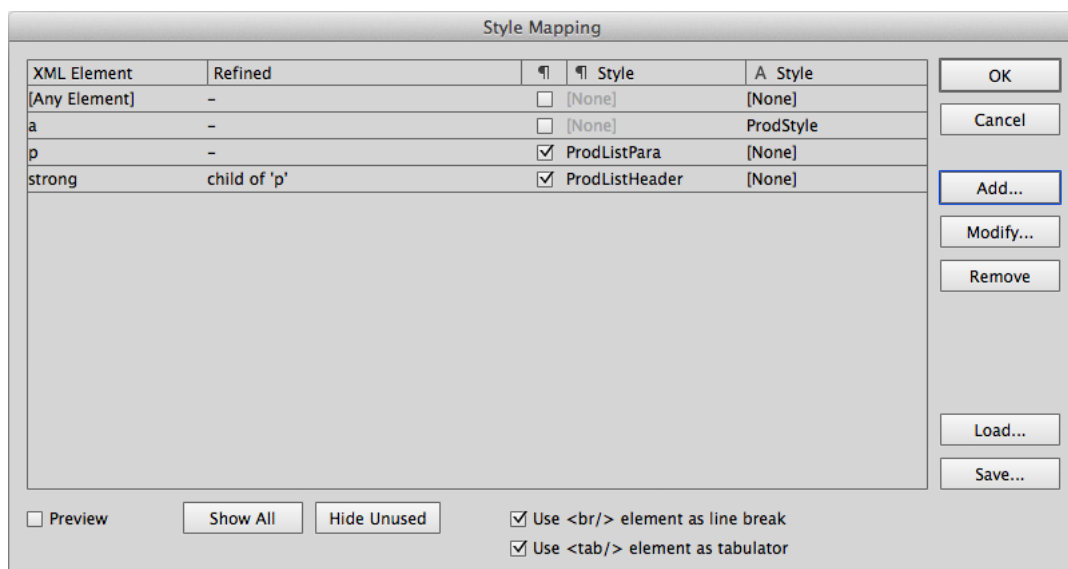 Style Mapping
XML Element Refined ¶ ¶ Style A Style
[Any Element] – [None] [None]
a – [None] ProdStyle
p – ProdListPara [None]
strong child of 'p' ProdListHeader [None]
OK
Cancel
Add...
Modify...
Remove
Load...
Save...
Preview Show All Hide Unused Use <br/> element as line break
Use <tab/> element as tabulator